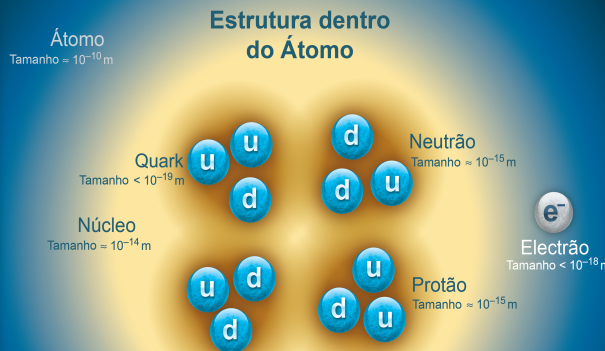 Estrutura dentro
do Átomo
Átomo
Tamanho ≈ 10⁻¹⁰ m
u
u
d
Quark
Tamanho < 10⁻¹⁹ m
d
d
u
Neutrão
Tamanho ≈ 10⁻¹⁵ m
Núcleo
Tamanho ≈ 10⁻¹⁴ m
e⁻
Electrão
Tamanho < 10⁻¹⁸ m
u
d
d
u
d
u
Protão
Tamanho ≈ 10⁻¹⁵ m